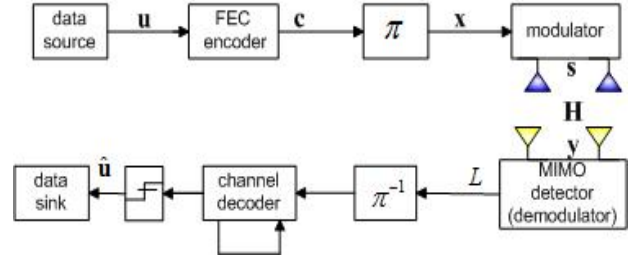 data
source
u
FEC
encoder
c
π
x
modulator
s
H
y
MIMO
detector
(demodulator)
L
π⁻¹
channel
decoder
û
data
sink